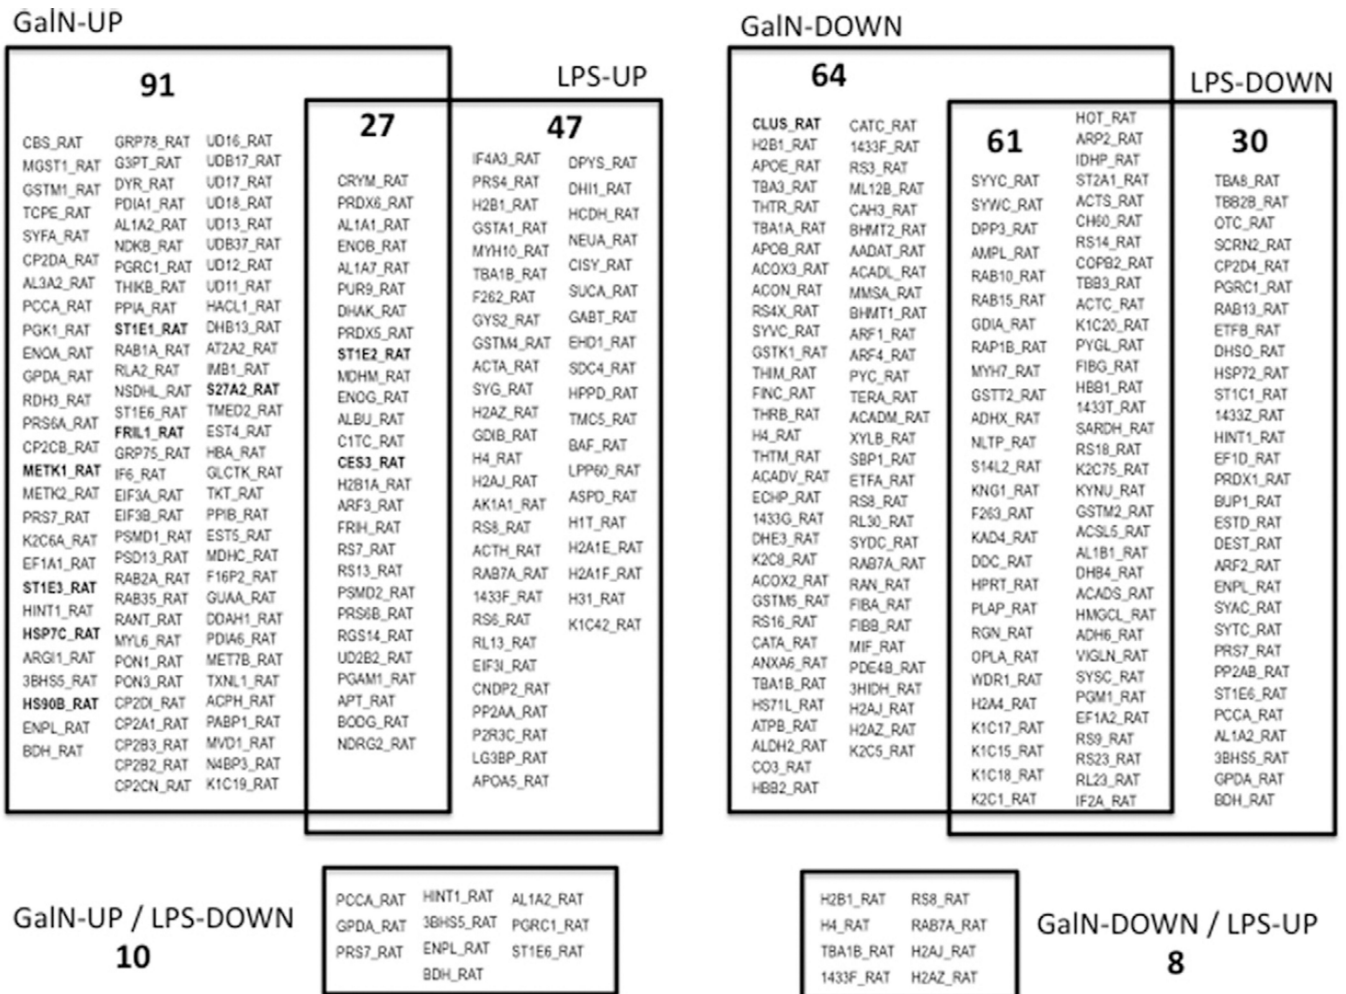 GalN-UP
91
CBS_RAT
MGST1_RAT
GSTM1_RAT
TCPE_RAT
SYFA_RAT
CP2DA_RAT
AL3A2_RAT
PCCA_RAT
PGK1_RAT
ENOA_RAT
GPDA_RAT
RDH3_RAT
PRS6A_RAT
CP2CB_RAT
METK1_RAT
METK2_RAT
PRS7_RAT
K2C6A_RAT
EF1A1_RAT
ST1E3_RAT
HINT1_RAT
HSP7C_RAT
ARGI1_RAT
3BHS5_RAT
HS90B_RAT
ENPL_RAT
BDH_RAT
GRP78_RAT
G3PT_RAT
DYR_RAT
PDIA1_RAT
AL1A2_RAT
NDKB_RAT
PGRC1_RAT
THIKB_RAT
PPIA_RAT
ST1E1_RAT
RAB1A_RAT
RLA2_RAT
NSDHL_RAT
ST1E6_RAT
FRIL1_RAT
GRP75_RAT
IF6_RAT
EIF3A_RAT
EIF3B_RAT
PSMD1_RAT
PSD13_RAT
RAB2A_RAT
RAB35_RAT
RANT_RAT
MYL6_RAT
PON1_RAT
PON3_RAT
CP2DI_RAT
CP2A1_RAT
CP2B3_RAT
CP2B2_RAT
CP2CN_RAT
UD16_RAT
UDB17_RAT
UD17_RAT
UD18_RAT
UD13_RAT
UDB37_RAT
UD12_RAT
UD11_RAT
HACL1_RAT
DHB13_RAT
AT2A2_RAT
IMB1_RAT
S27A2_RAT
TMED2_RAT
EST4_RAT
HBA_RAT
GLCTK_RAT
TKT_RAT
PPIB_RAT
EST5_RAT
MDHC_RAT
F16P2_RAT
GUAA_RAT
DDAH1_RAT
PDIA6_RAT
MET7B_RAT
TXNL1_RAT
ACPH_RAT
PABP1_RAT
MVD1_RAT
N4BP3_RAT
K1C19_RAT
27
CRYM_RAT
PRDX6_RAT
AL1A1_RAT
ENOB_RAT
AL1A7_RAT
PUR9_RAT
DHAK_RAT
PRDX5_RAT
ST1E2_RAT
MDHM_RAT
ENOG_RAT
ALBU_RAT
C1TC_RAT
CES3_RAT
H2B1A_RAT
ARF3_RAT
FRIH_RAT
RS7_RAT
RS13_RAT
PSMD2_RAT
PRS6B_RAT
RGS14_RAT
UD2B2_RAT
PGAM1_RAT
APT_RAT
BODG_RAT
NDRG2_RAT
LPS-UP
47
IF4A3_RAT
PRS4_RAT
H2B1_RAT
GSTA1_RAT
MYH10_RAT
TBA1B_RAT
F262_RAT
GYS2_RAT
GSTM4_RAT
ACTA_RAT
SYG_RAT
H2AZ_RAT
GDIB_RAT
H4_RAT
H2AJ_RAT
AK1A1_RAT
RS8_RAT
ACTH_RAT
RAB7A_RAT
1433F_RAT
RS6_RAT
RL13_RAT
EIF3I_RAT
CNDP2_RAT
PP2AA_RAT
P2R3C_RAT
LG3BP_RAT
APOA5_RAT
DPYS_RAT
DHI1_RAT
HCDH_RAT
NEUA_RAT
CISY_RAT
SUCA_RAT
GABT_RAT
EHD1_RAT
SDC4_RAT
HPPD_RAT
TMC5_RAT
BAF_RAT
LPP60_RAT
ASPD_RAT
H1T_RAT
H2A1E_RAT
H2A1F_RAT
H31_RAT
K1C42_RAT
GalN-DOWN
64
CLUS_RAT
H2B1_RAT
APOE_RAT
TBA3_RAT
THTR_RAT
TBA1A_RAT
APOB_RAT
ACOX3_RAT
ACON_RAT
RS4X_RAT
SYVC_RAT
GSTK1_RAT
THIM_RAT
FINC_RAT
THRB_RAT
H4_RAT
THTM_RAT
ACADV_RAT
ECHP_RAT
1433G_RAT
DHE3_RAT
K2C8_RAT
ACOX2_RAT
GSTM5_RAT
RS16_RAT
CATA_RAT
ANXA6_RAT
TBA1B_RAT
HS71L_RAT
ATPB_RAT
ALDH2_RAT
CO3_RAT
HBB2_RAT
CATC_RAT
1433F_RAT
RS3_RAT
ML12B_RAT
CAH3_RAT
BHMT2_RAT
AADAT_RAT
ACADL_RAT
MMSA_RAT
BHMT1_RAT
ARF1_RAT
ARF4_RAT
PYC_RAT
TERA_RAT
ACADM_RAT
XYLB_RAT
SBP1_RAT
ETFA_RAT
RS8_RAT
RL30_RAT
SYDC_RAT
RAB7A_RAT
RAN_RAT
FIBA_RAT
FIBB_RAT
MIF_RAT
PDE4B_RAT
3HIDH_RAT
H2AJ_RAT
H2AZ_RAT
K2C5_RAT
61
SYYC_RAT
SYWC_RAT
DPP3_RAT
AMPL_RAT
RAB10_RAT
RAB15_RAT
GDIA_RAT
RAP1B_RAT
MYH7_RAT
GSTT2_RAT
ADHX_RAT
NLTP_RAT
S14L2_RAT
KNG1_RAT
F263_RAT
KAD4_RAT
DDC_RAT
HPRT_RAT
PLAP_RAT
RGN_RAT
OPLA_RAT
WDR1_RAT
H2A4_RAT
K1C17_RAT
K1C15_RAT
K1C18_RAT
K2C1_RAT
HOT_RAT
ARP2_RAT
IDHP_RAT
ST2A1_RAT
ACTS_RAT
CH60_RAT
RS14_RAT
COPB2_RAT
TBB3_RAT
ACTC_RAT
K1C20_RAT
PYGL_RAT
FIBG_RAT
HBB1_RAT
1433T_RAT
SARDH_RAT
RS18_RAT
K2C75_RAT
KYNU_RAT
GSTM2_RAT
ACSL5_RAT
AL1B1_RAT
DHB4_RAT
ACADS_RAT
HMGCL_RAT
ADH6_RAT
VIGLN_RAT
SYSC_RAT
PGM1_RAT
EF1A2_RAT
RS9_RAT
RS23_RAT
RL23_RAT
IF2A_RAT
LPS-DOWN
30
TBA8_RAT
TBB2B_RAT
OTC_RAT
SCRN2_RAT
CP2D4_RAT
PGRC1_RAT
RAB13_RAT
ETFB_RAT
DHSO_RAT
HSP72_RAT
ST1C1_RAT
1433Z_RAT
HINT1_RAT
EF1D_RAT
PRDX1_RAT
BUP1_RAT
ESTD_RAT
DEST_RAT
ARF2_RAT
ENPL_RAT
SYAC_RAT
SYTC_RAT
PRS7_RAT
PP2AB_RAT
ST1E6_RAT
PCCA_RAT
AL1A2_RAT
3BHS5_RAT
GPDA_RAT
BDH_RAT
GalN-UP / LPS-DOWN
10
PCCA_RAT
GPDA_RAT
PRS7_RAT
HINT1_RAT
3BHS5_RAT
ENPL_RAT
BDH_RAT
AL1A2_RAT
PGRC1_RAT
ST1E6_RAT
H2B1_RAT
H4_RAT
TBA1B_RAT
1433F_RAT
RS8_RAT
RAB7A_RAT
H2AJ_RAT
H2AZ_RAT
GalN-DOWN / LPS-UP
8